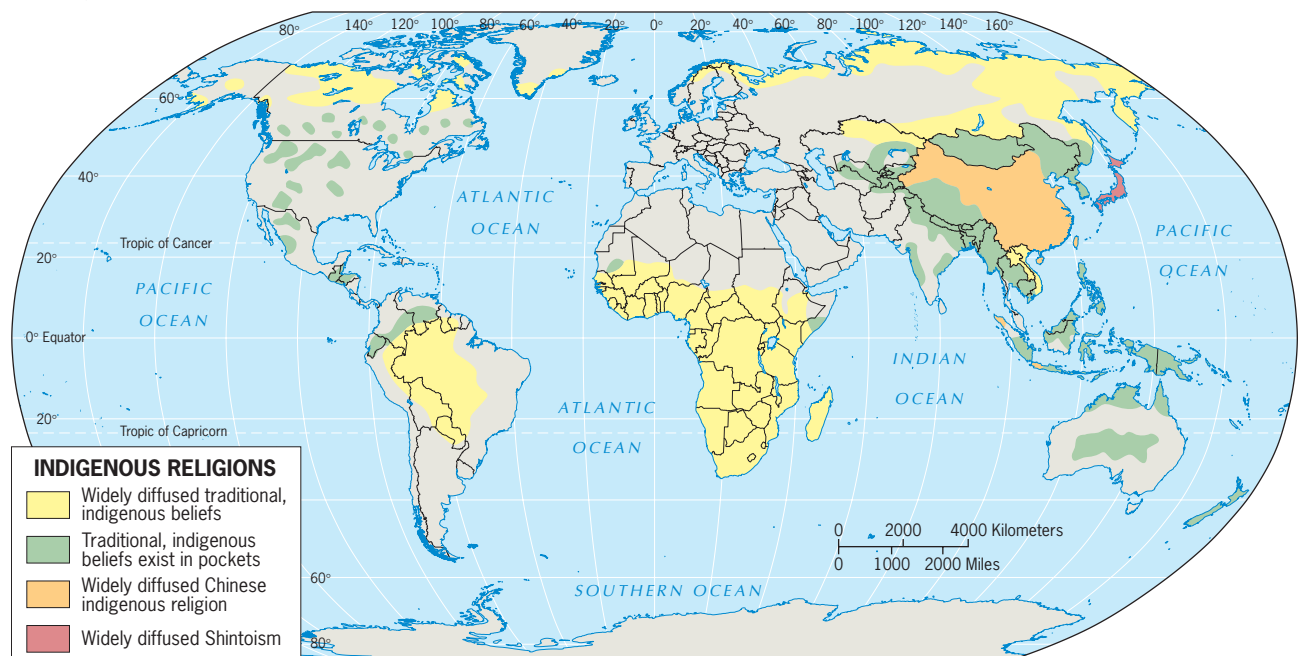 80° 140° 120° 100° 80° 60° 40° 20° 0° 20° 40° 60° 80° 100° 120° 140° 160°
60°
40°
ATLANTIC
OCEAN
Tropic of Cancer
PACIFIC
OCEAN
20°
PACIFIC
OCEAN
0° Equator
INDIAN
OCEAN
ATLANTIC
OCEAN
20°
Tropic of Capricorn
INDIGENOUS RELIGIONS
Widely diffused traditional,
indigenous beliefs
Traditional, indigenous
beliefs exist in pockets
Widely diffused Chinese
indigenous religion
Widely diffused Shintoism
0 2000 4000 Kilometers
0 1000 2000 Miles
60°
SOUTHERN OCEAN
80°